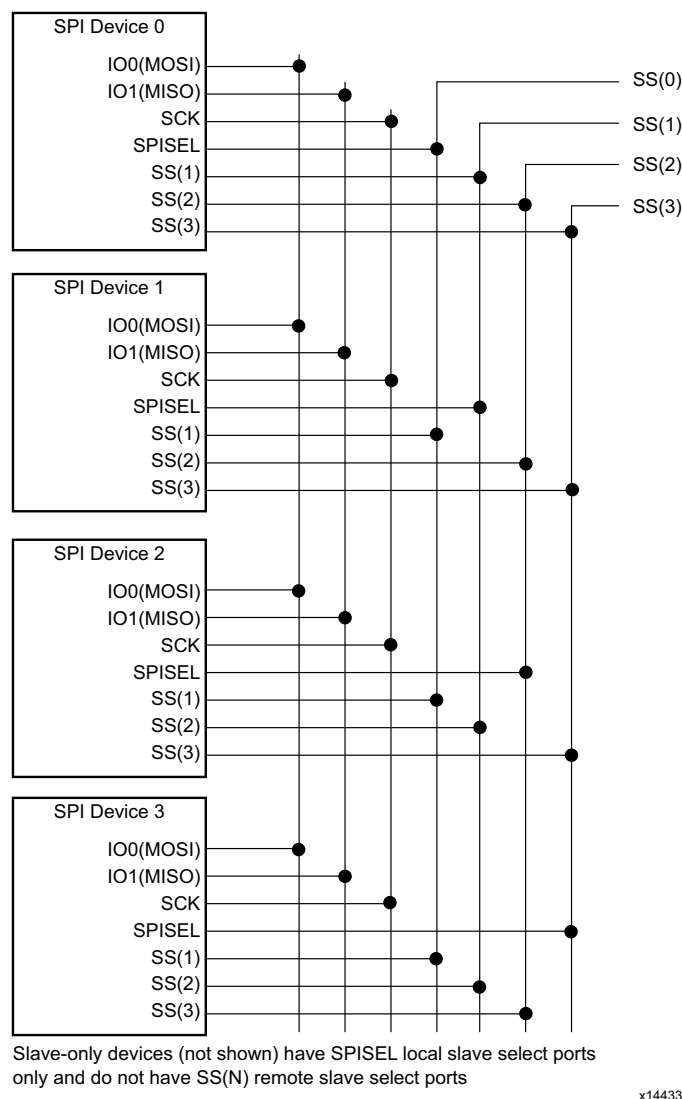 SPI Device 0
IO0(MOSI)
IO1(MISO)
SCK
SPISEL
SS(1)
SS(2)
SS(3)
SS(0)
SS(1)
SS(2)
SS(3)
SPI Device 1
IO0(MOSI)
IO1(MISO)
SCK
SPISEL
SS(1)
SS(2)
SS(3)
SPI Device 2
IO0(MOSI)
IO1(MISO)
SCK
SPISEL
SS(1)
SS(2)
SS(3)
SPI Device 3
IO0(MOSI)
IO1(MISO)
SCK
SPISEL
SS(1)
SS(2)
SS(3)
Slave-only devices (not shown) have SPISEL local slave select ports
only and do not have SS(N) remote slave select ports
x14433